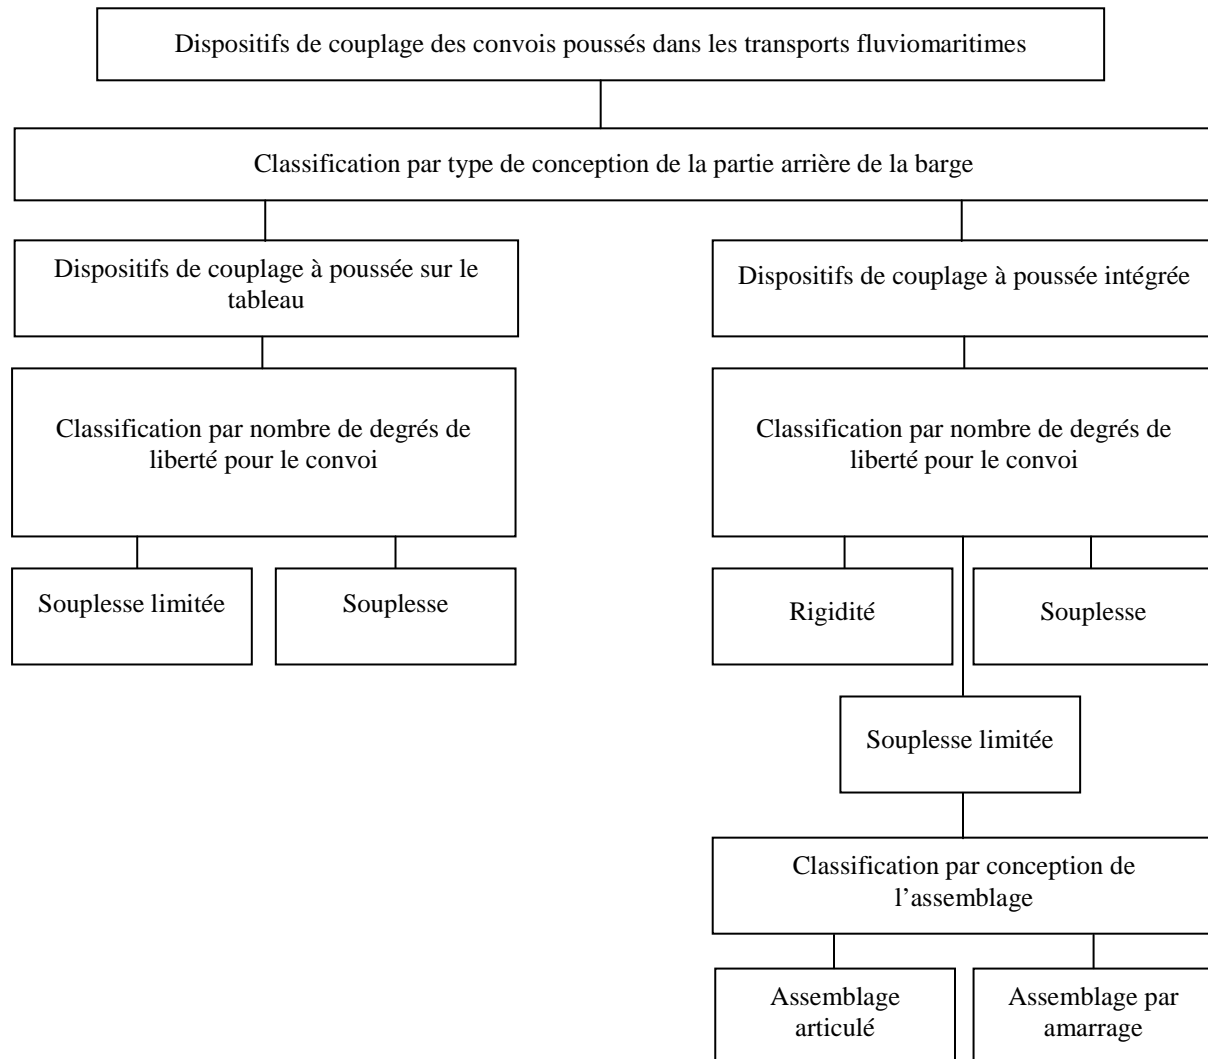 Dispositifs de couplage des convois poussés dans les transports fluviomaritimes
Classification par type de conception de la partie arrière de la barge
Dispositifs de couplage à poussée sur le
tableau
Dispositifs de couplage à poussée intégrée
Classification par nombre de degrés de
liberté pour le convoi
Classification par nombre de degrés de
liberté pour le convoi
Souplesse limitée
Souplesse
Rigidité
Souplesse
Souplesse limitée
Classification par conception de
l’assemblage
Assemblage
articulé
Assemblage par
amarrage